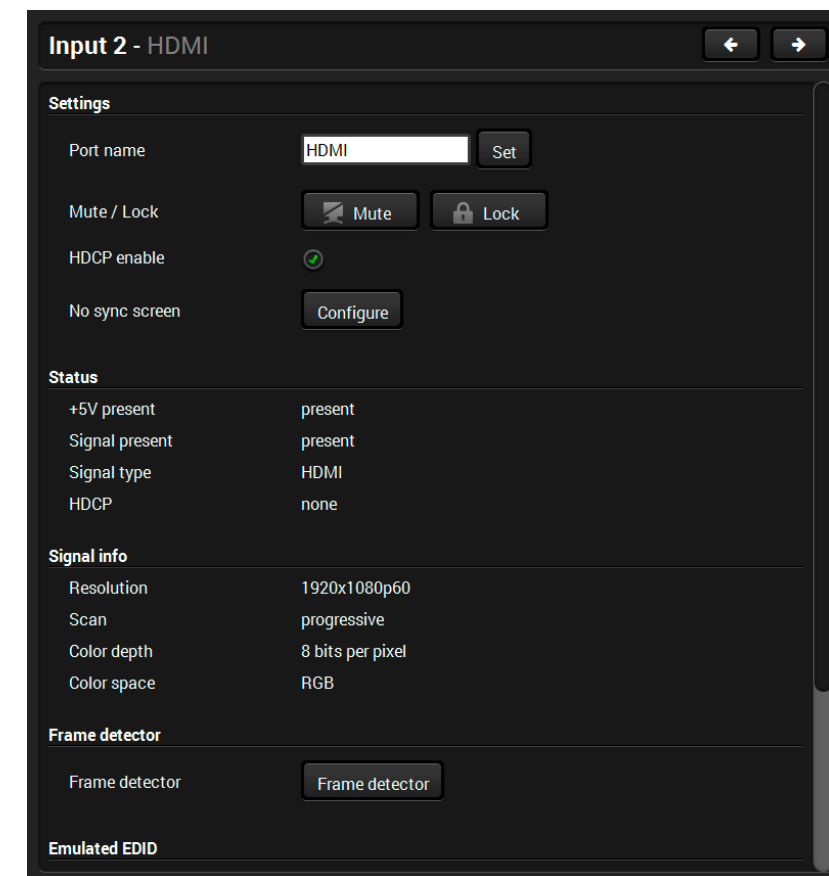 Input 2 - HDMI
Settings
Port name HDMI Set
Mute / Lock Mute Lock
HDCP enable
No sync screen Configure
Status
+5V present present
Signal present present
Signal type HDMI
HDCP none
Signal info
Resolution 1920x1080p60
Scan progressive
Color depth 8 bits per pixel
Color space RGB
Frame detector
Frame detector Frame detector
Emulated EDID